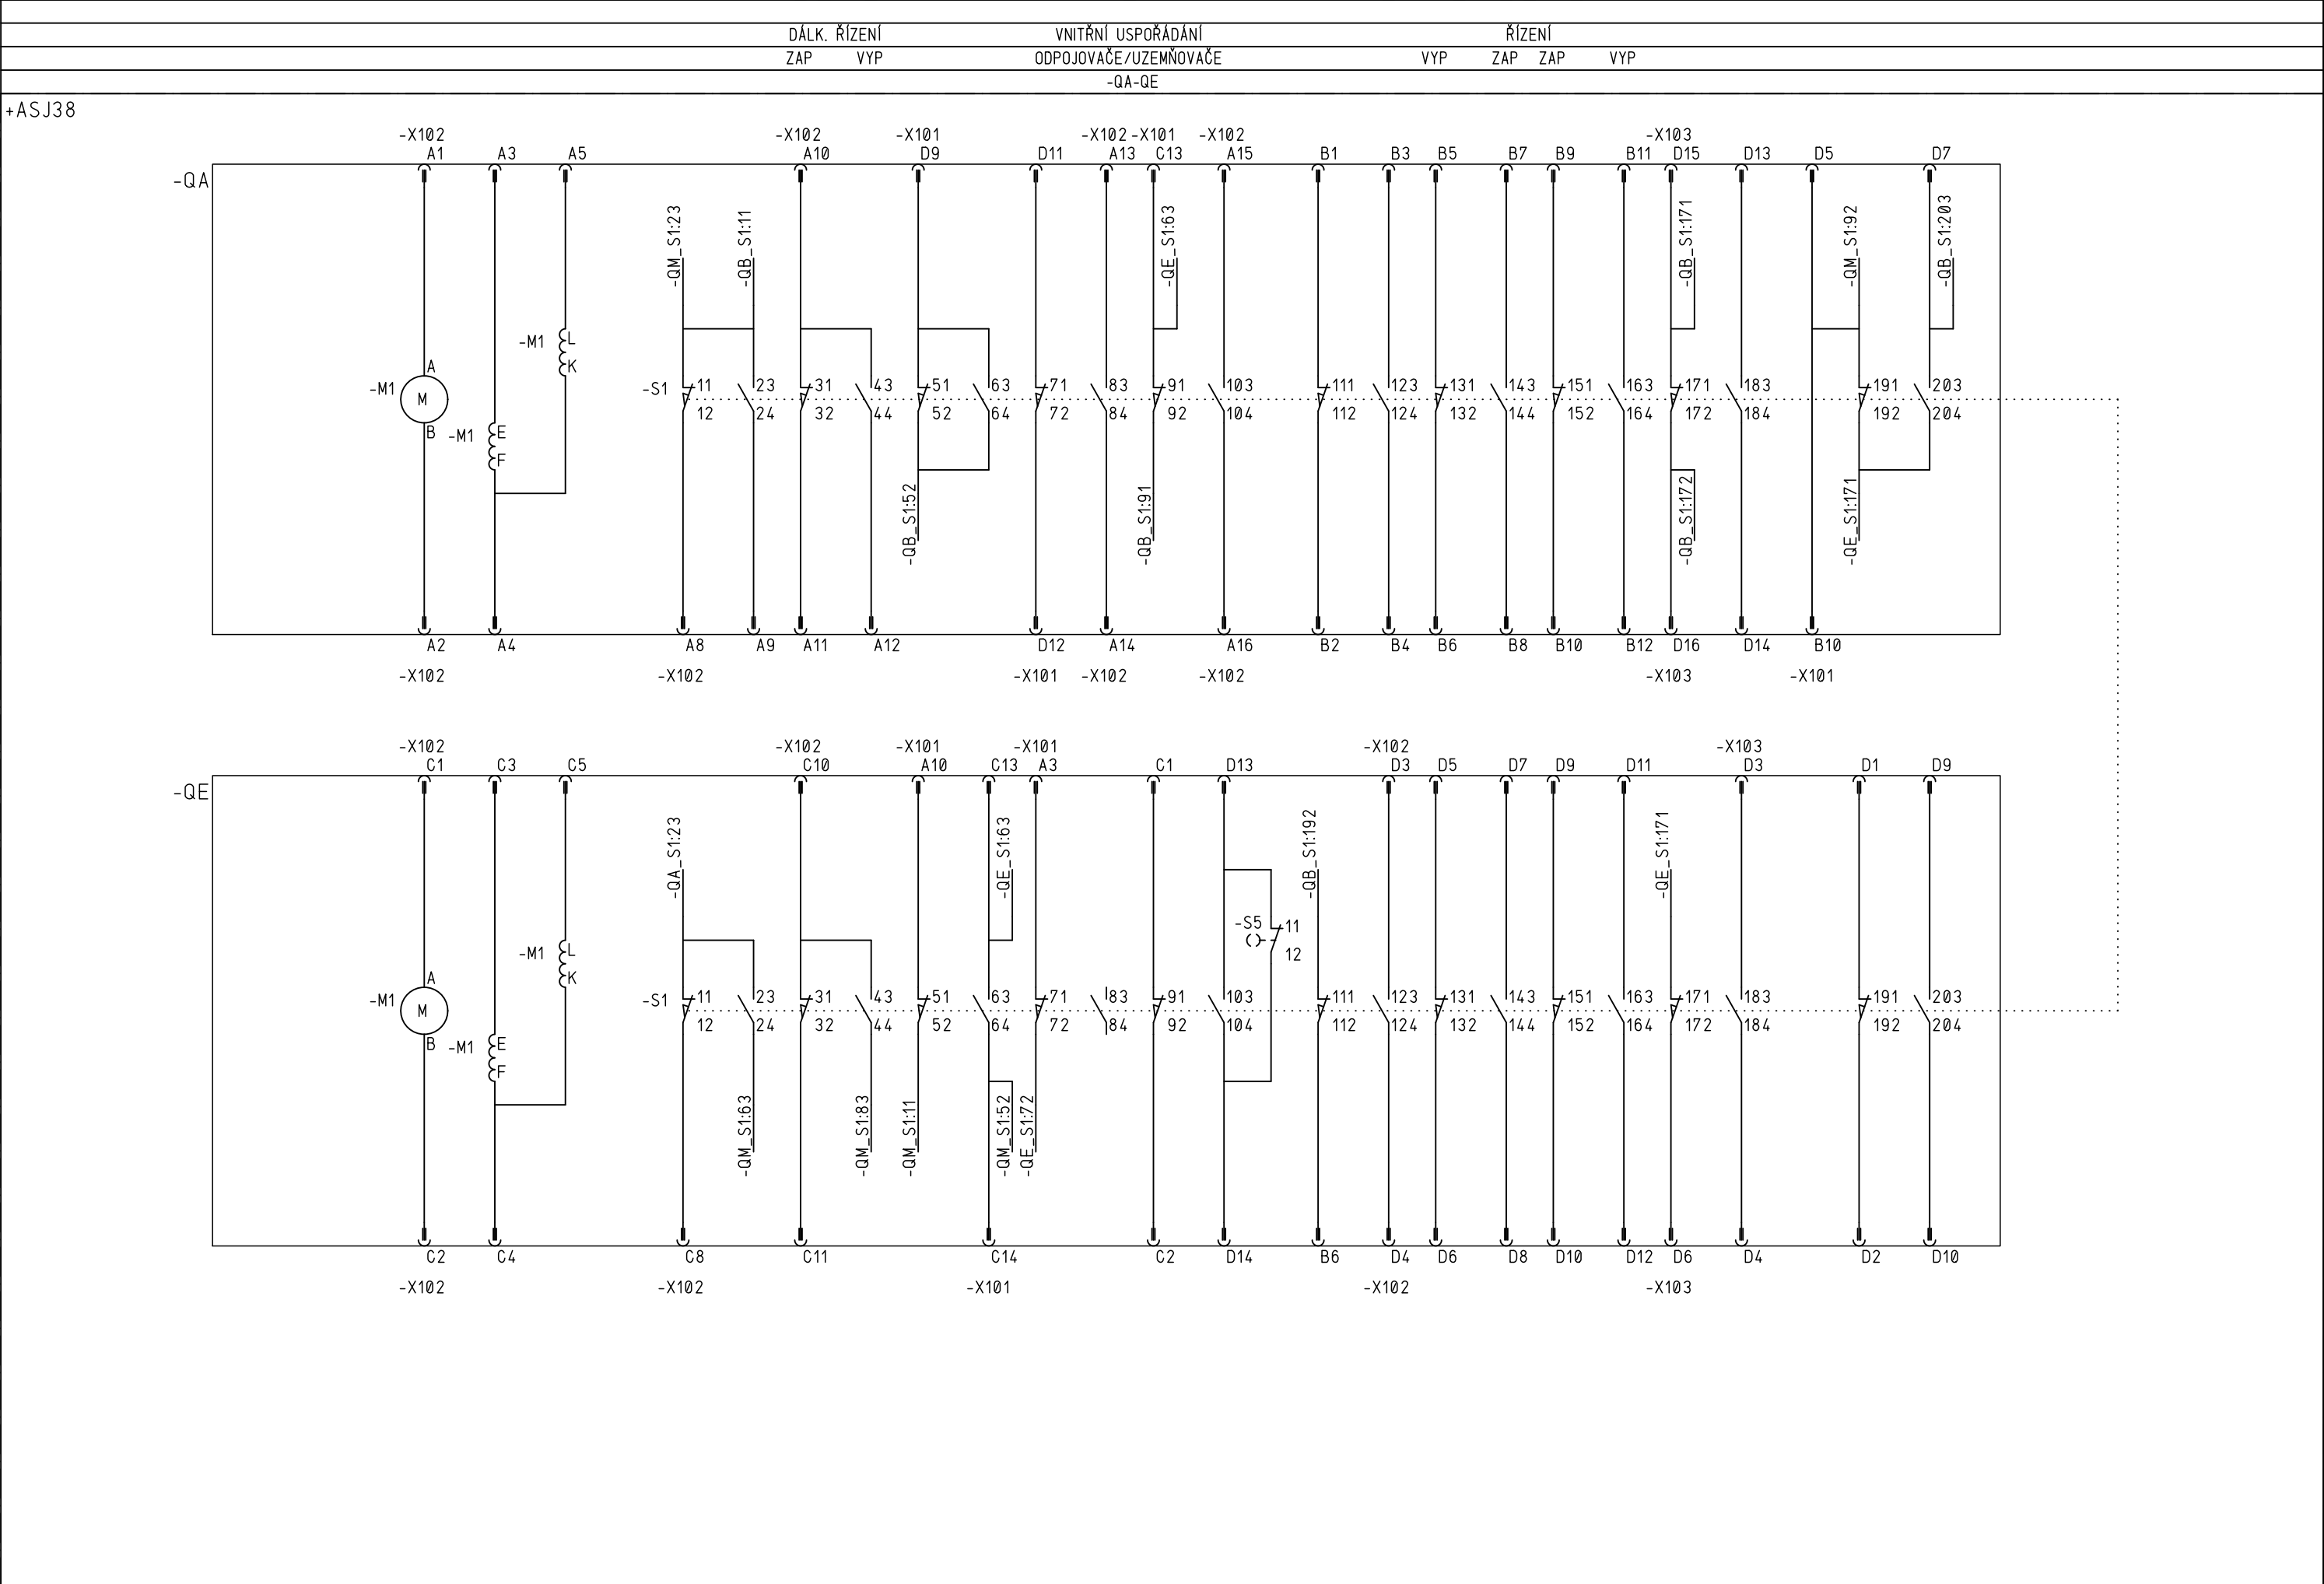 DÁLK. ŘÍZENÍ VNITŘNÍ USPOŘÁDÁNÍ ŘÍZENÍ
ZAP VYP ODPOJOVAČE/UZEMŇOVAČE VYP ZAP ZAP VYP
-QA-QE
+ASJ38
-X102 -X102 -X101 -X102 -X101 -X102 -X103
A1 A3 A5 A10 D9 D11 A13 C13 A15 B1 B3 B5 B7 B9 B11 D15 D13 D5 D7
-QA
-QM_S1:23 -QB_S1:11 -QE_S1:63 -QB_S1:171 -QM_S1:92 -QB_S1:203
-M1 L
K
-M1 A
M
B
-M1 E
F
-S1 11 23 31 43 51 63 71 83 91 103 111 123 131 143 151 163 171 183 191 203
12 24 32 44 52 64 72 84 92 104 112 124 132 144 152 164 172 184 192 204
-QB_S1:52 -QB_S1:91 -QB_S1:172 -QE_S1:171
A2 A4 A8 A9 A11 A12 D12 A14 A16 B2 B4 B6 B8 B10 B12 D16 D14 B10
-X102 -X102 -X101 -X102 -X102 -X103 -X101
-X102 -X102 -X101 -X101 -X102 -X103
C1 C3 C5 C10 A10 C13 A3 C1 D13 D3 D5 D7 D9 D11 D3 D1 D9
-QE
-QA_S1:23 -QE_S1:63 -QB_S1:192 -QE_S1:171
-S5 11
12
-M1 L
K
-M1 A
M
B
-M1 E
F
-S1 11 23 31 43 51 63 71 83 91 103 111 123 131 143 151 163 171 183 191 203
12 24 32 44 52 64 72 84 92 104 112 124 132 144 152 164 172 184 192 204
-QM_S1:63 -QM_S1:83 -QM_S1:11 -QM_S1:52 -QE_S1:72
C2 C4 C8 C11 C14 C2 D14 B6 D4 D6 D8 D10 D12 D6 D4 D2 D10
-X102 -X102 -X101 -X102 -X103